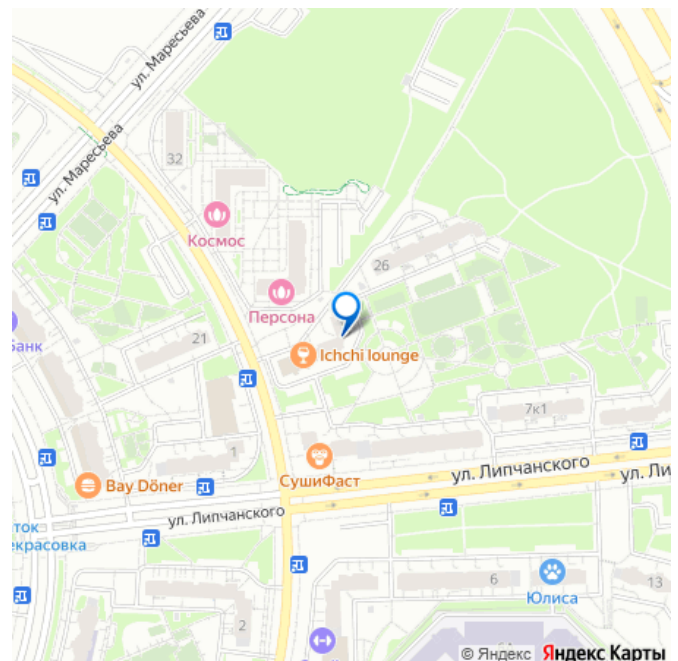 ул. Маресьева
ул. Маресьева
32
Космос
26
Персона
21
Банк
Ichchi lounge
7к1
1
СушиФаст
ул. Липчанского
ул. Ли
Bay Döner
ул. Липчанского
ток
екрасовка
6
13
Юлиса
2
© Яндекс Яндекс Карты